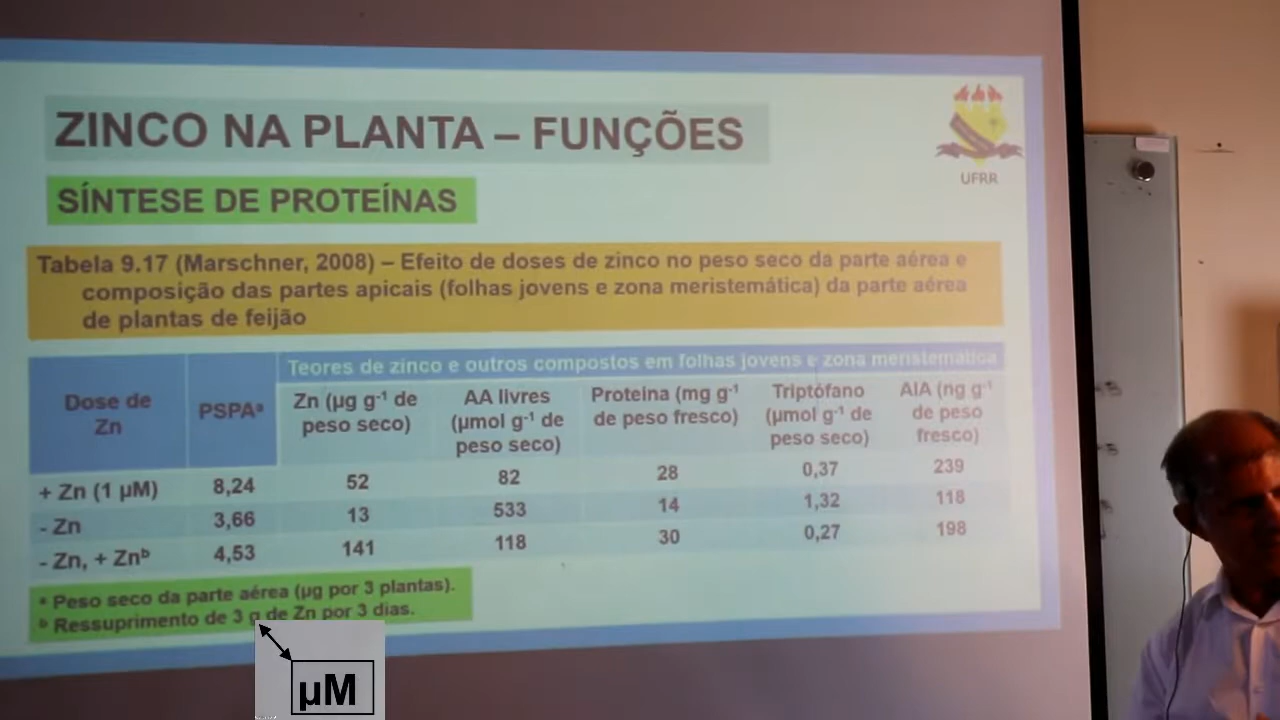 ZINCO NA PLANTA – FUNÇÕES
UFRR
SÍNTESE DE PROTEÍNAS
Tabela 9.17 (Marschner, 2008) – Efeito de doses de zinco no peso seco da parte aérea e
composição das partes apicais (folhas jovens e zona meristemática) da parte aérea
de plantas de feijão
Teores de zinco e outros compostos em folhas jovens e zona meristemática
Dose de
Zn
PSPAᵃ
Zn (µg g⁻¹ de
peso seco)
AA livres
(µmol g⁻¹ de
peso seco)
Proteina (mg g⁻¹
de peso fresco)
Triptófano
(µmol g⁻¹ de
peso seco)
AIA (ng g⁻¹
de peso
fresco)
+ Zn (1 µM) 8,24 52 82 28 0,37 239
- Zn 3,66 13 533 14 1,32 118
- Zn, + Znᵇ 4,53 141 118 30 0,27 198
ᵃ Peso seco da parte aérea (µg por 3 plantas).
ᵇ Ressuprimento de 3 g de Zn por 3 dias.
µM